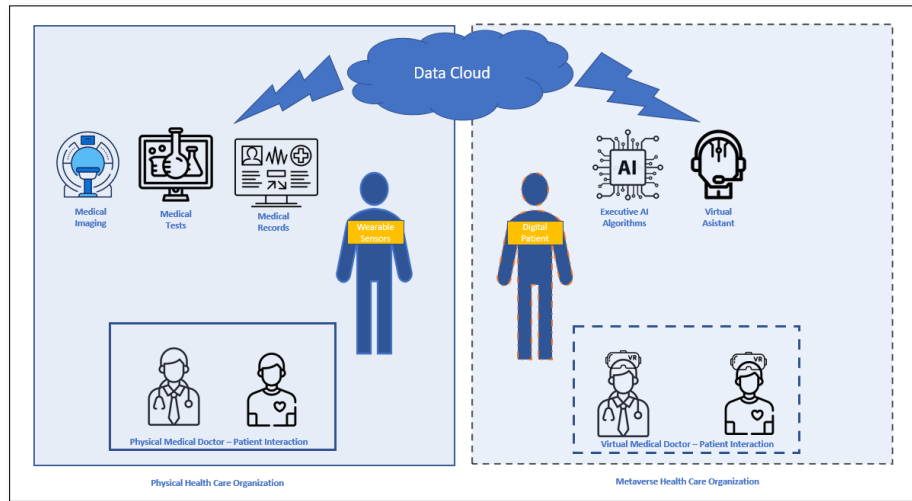 Data Cloud
Medical
Imaging
Medical
Tests
Medical
Records
Wearable
Sensors
Physical Medical Doctor – Patient Interaction
Physical Health Care Organization
Digital
Patient
AI
Executive AI
Algorithms
Virtual
Asistant
VR
VR
Virtual Medical Doctor – Patient Interaction
Metaverse Health Care Organization